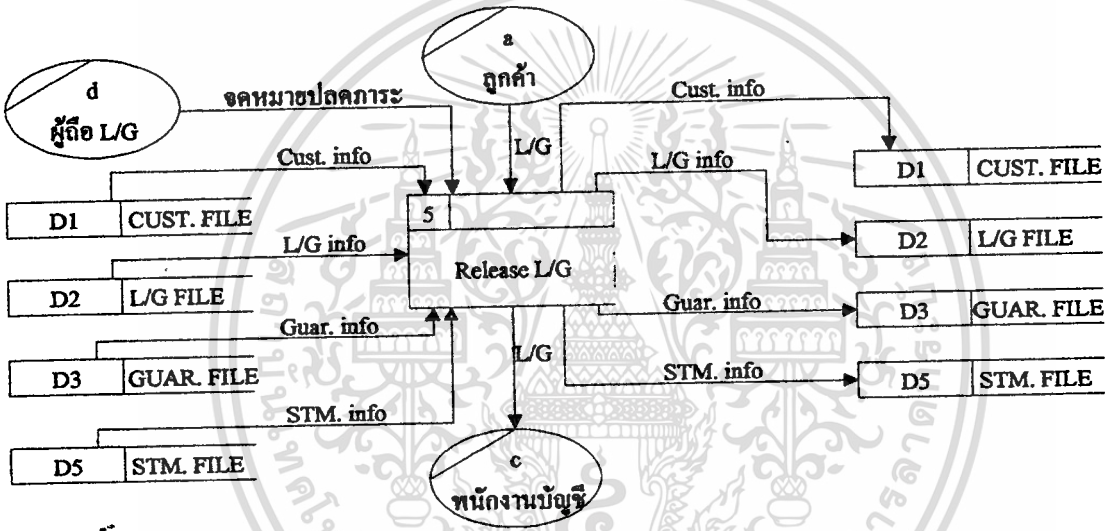 a
ลูกค้า
d
ผู้ถือ L/G
จดหมายปลดภาระ
Cust. info
L/G
Cust. info
L/G info
D1 CUST. FILE
D1 CUST. FILE
5
L/G info
Release L/G
D2 L/G FILE
D2 L/G FILE
Guar. info
Guar. info
D3 GUAR. FILE
L/G
D3 GUAR. FILE
STM. info
STM. info
D5 STM. FILE
D5 STM. FILE
c
พนักงานบัญชี